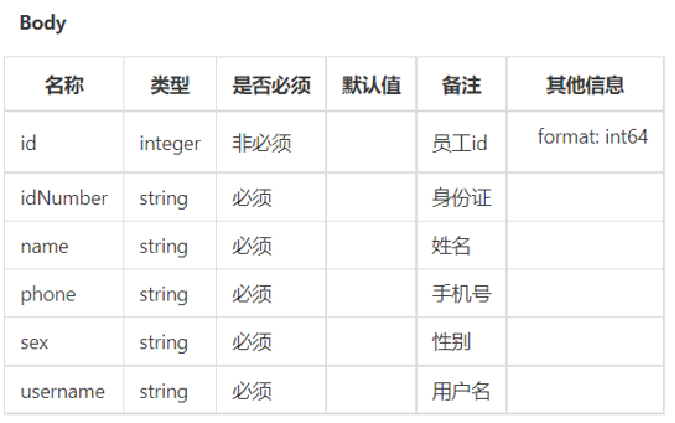 Body
名称 类型 是否必须 默认值 备注 其他信息
id integer 非必须 员工id format: int64
idNumber string 必须 身份证
name string 必须 姓名
phone string 必须 手机号
sex string 必须 性别
username string 必须 用户名